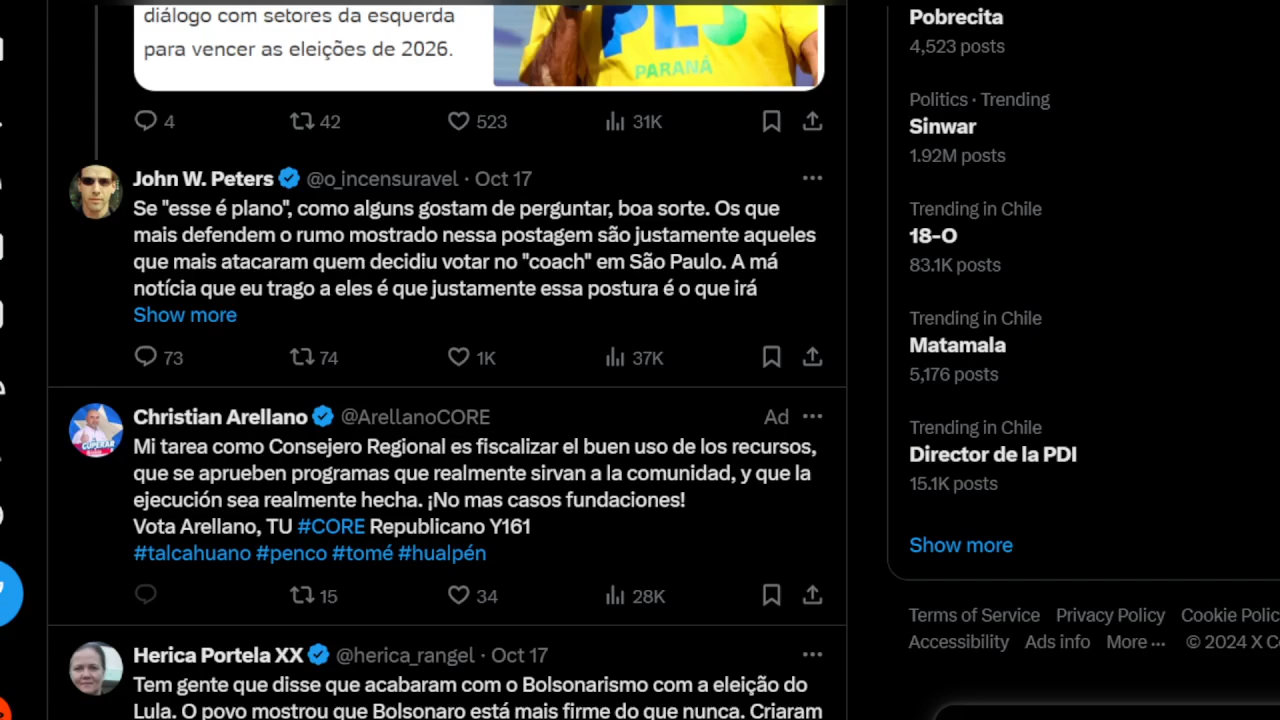 diálogo com setores da esquerda
para vencer as eleições de 2026.
PL
PARANÁ
4 42 523 31K
John W. Peters @o_incensuravel · Oct 17
Se "esse é plano", como alguns gostam de perguntar, boa sorte. Os que
mais defendem o rumo mostrado nessa postagem são justamente aqueles
que mais atacaram quem decidiu votar no "coach" em São Paulo. A má
notícia que eu trago a eles é que justamente essa postura é o que irá
Show more
73 74 1K 37K
Christian Arellano @ArellanoCORE Ad
Mi tarea como Consejero Regional es fiscalizar el buen uso de los recursos,
que se aprueben programas que realmente sirvan a la comunidad, y que la
ejecución sea realmente hecha. ¡No mas casos fundaciones!
Vota Arellano, TU #CORE Republicano Y161
#talcahuano #penco #tomé #hualpén
15 34 28K
Herica Portela XX @herica_rangel · Oct 17
Tem gente que disse que acabaram com o Bolsonarismo com a eleição do
Lula. O povo mostrou que Bolsonaro está mais firme do que nunca. Criaram
Pobrecita
4,523 posts
Politics · Trending
Sinwar
1.92M posts
Trending in Chile
18-O
83.1K posts
Trending in Chile
Matamala
5,176 posts
Trending in Chile
Director de la PDI
15.1K posts
Show more
Terms of Service Privacy Policy Cookie Polic
Accessibility Ads info More ··· © 2024 X C